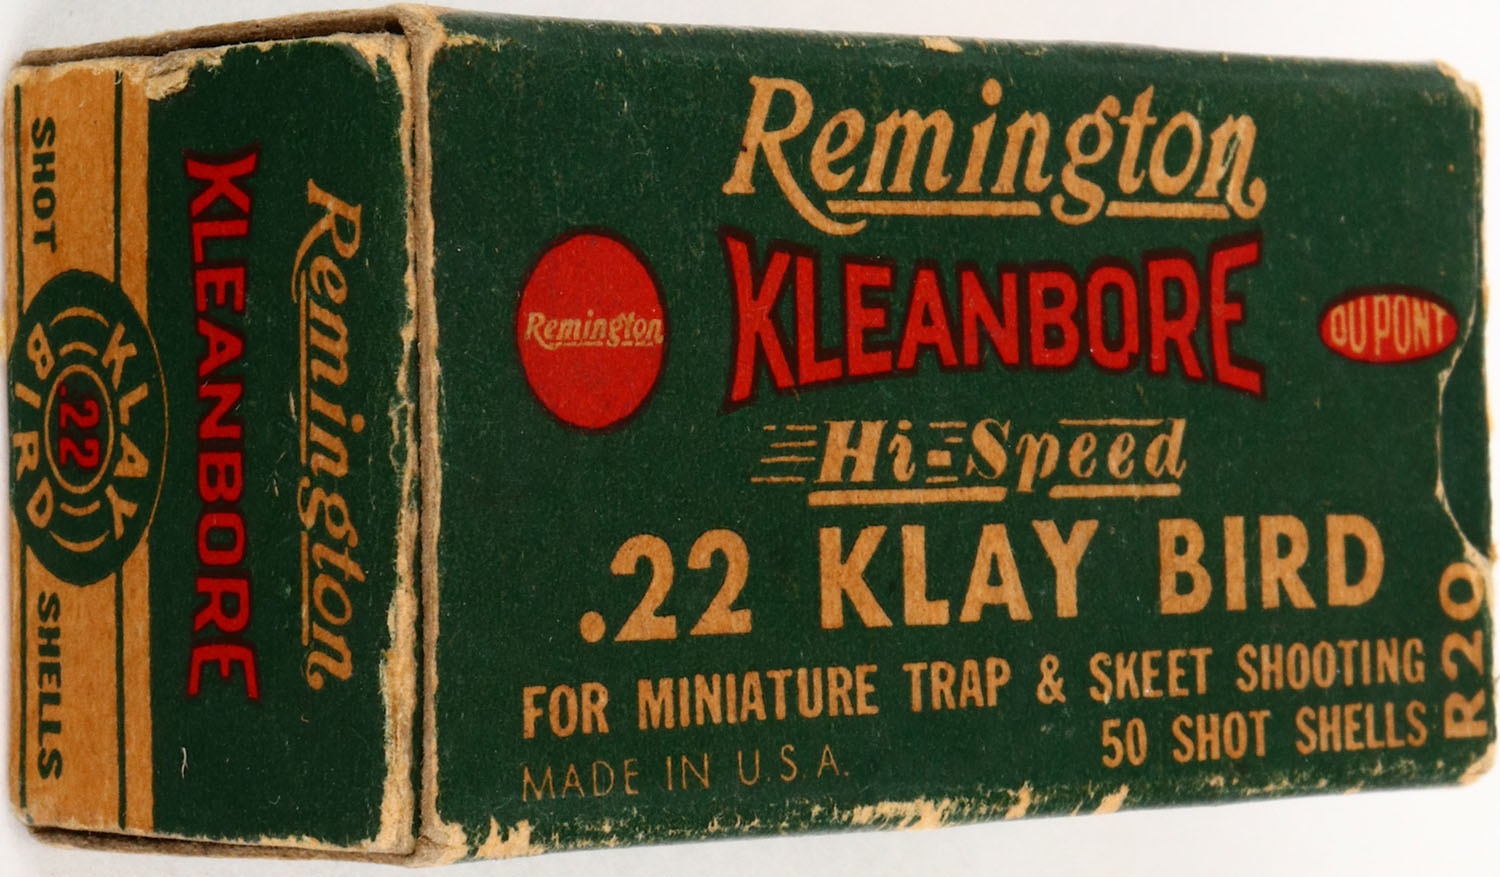 Remington
KLEANBORE
Remington
DU PONT
Hi-Speed
.22 KLAY BIRD
FOR MINIATURE TRAP & SKEET SHOOTING
50 SHOT SHELLS
MADE IN U.S.A.
R20
Remington
KLEANBORE
SHOT
KLAY
.22
BIRD
SHELLS